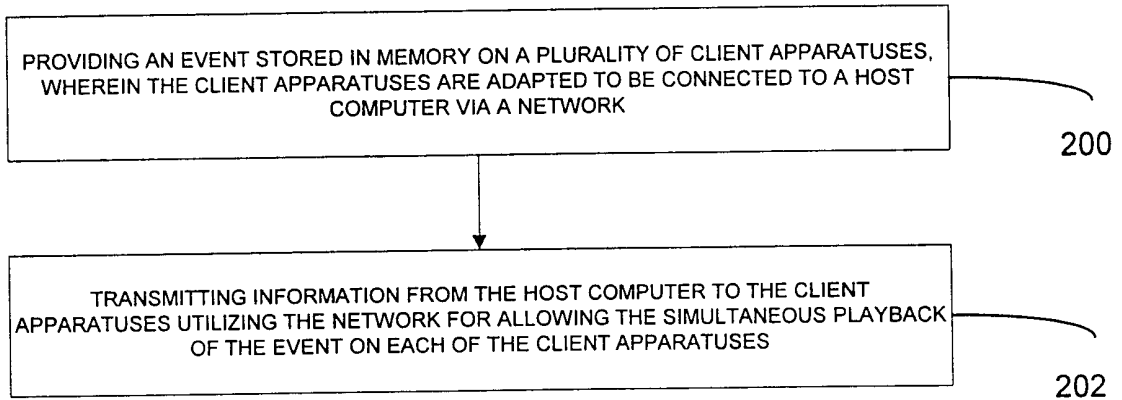 PROVIDING AN EVENT STORED IN MEMORY ON A PLURALITY OF CLIENT APPARATUSES,
WHEREIN THE CLIENT APPARATUSES ARE ADAPTED TO BE CONNECTED TO A HOST
COMPUTER VIA A NETWORK
200
TRANSMITTING INFORMATION FROM THE HOST COMPUTER TO THE CLIENT
APPARATUSES UTILIZING THE NETWORK FOR ALLOWING THE SIMULTANEOUS PLAYBACK
OF THE EVENT ON EACH OF THE CLIENT APPARATUSES
202